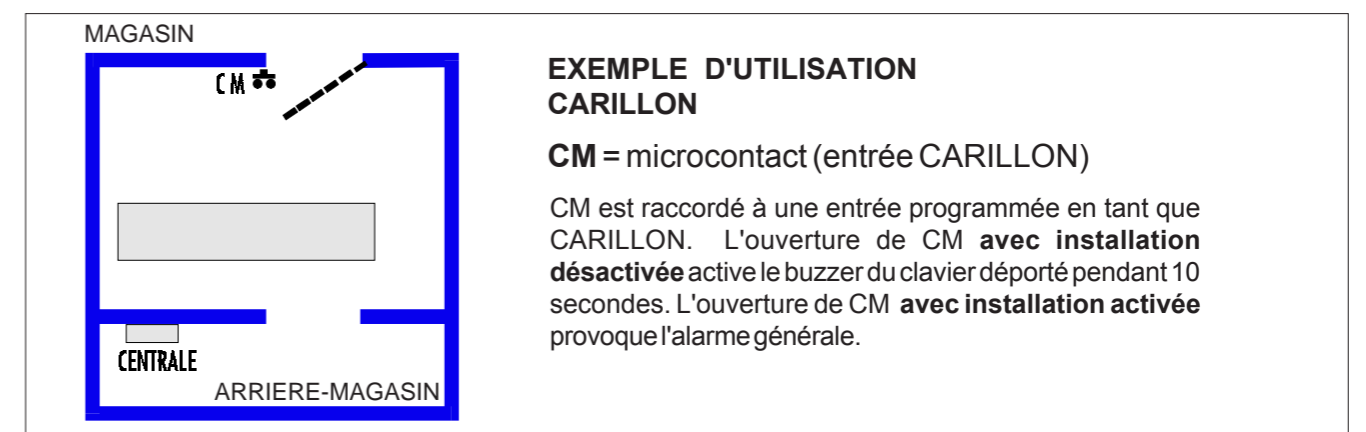 MAGASIN
CM
CENTRALE
ARRIERE-MAGASIN
EXEMPLE D'UTILISATION
CARILLON
CM = microcontact (entrée CARILLON)
CM est raccordé à une entrée programmée en tant que
CARILLON. L'ouverture de CM avec installation
désactivée active le buzzer du clavier déporté pendant 10
secondes. L'ouverture de CM avec installation activée
provoque l'alarme générale.